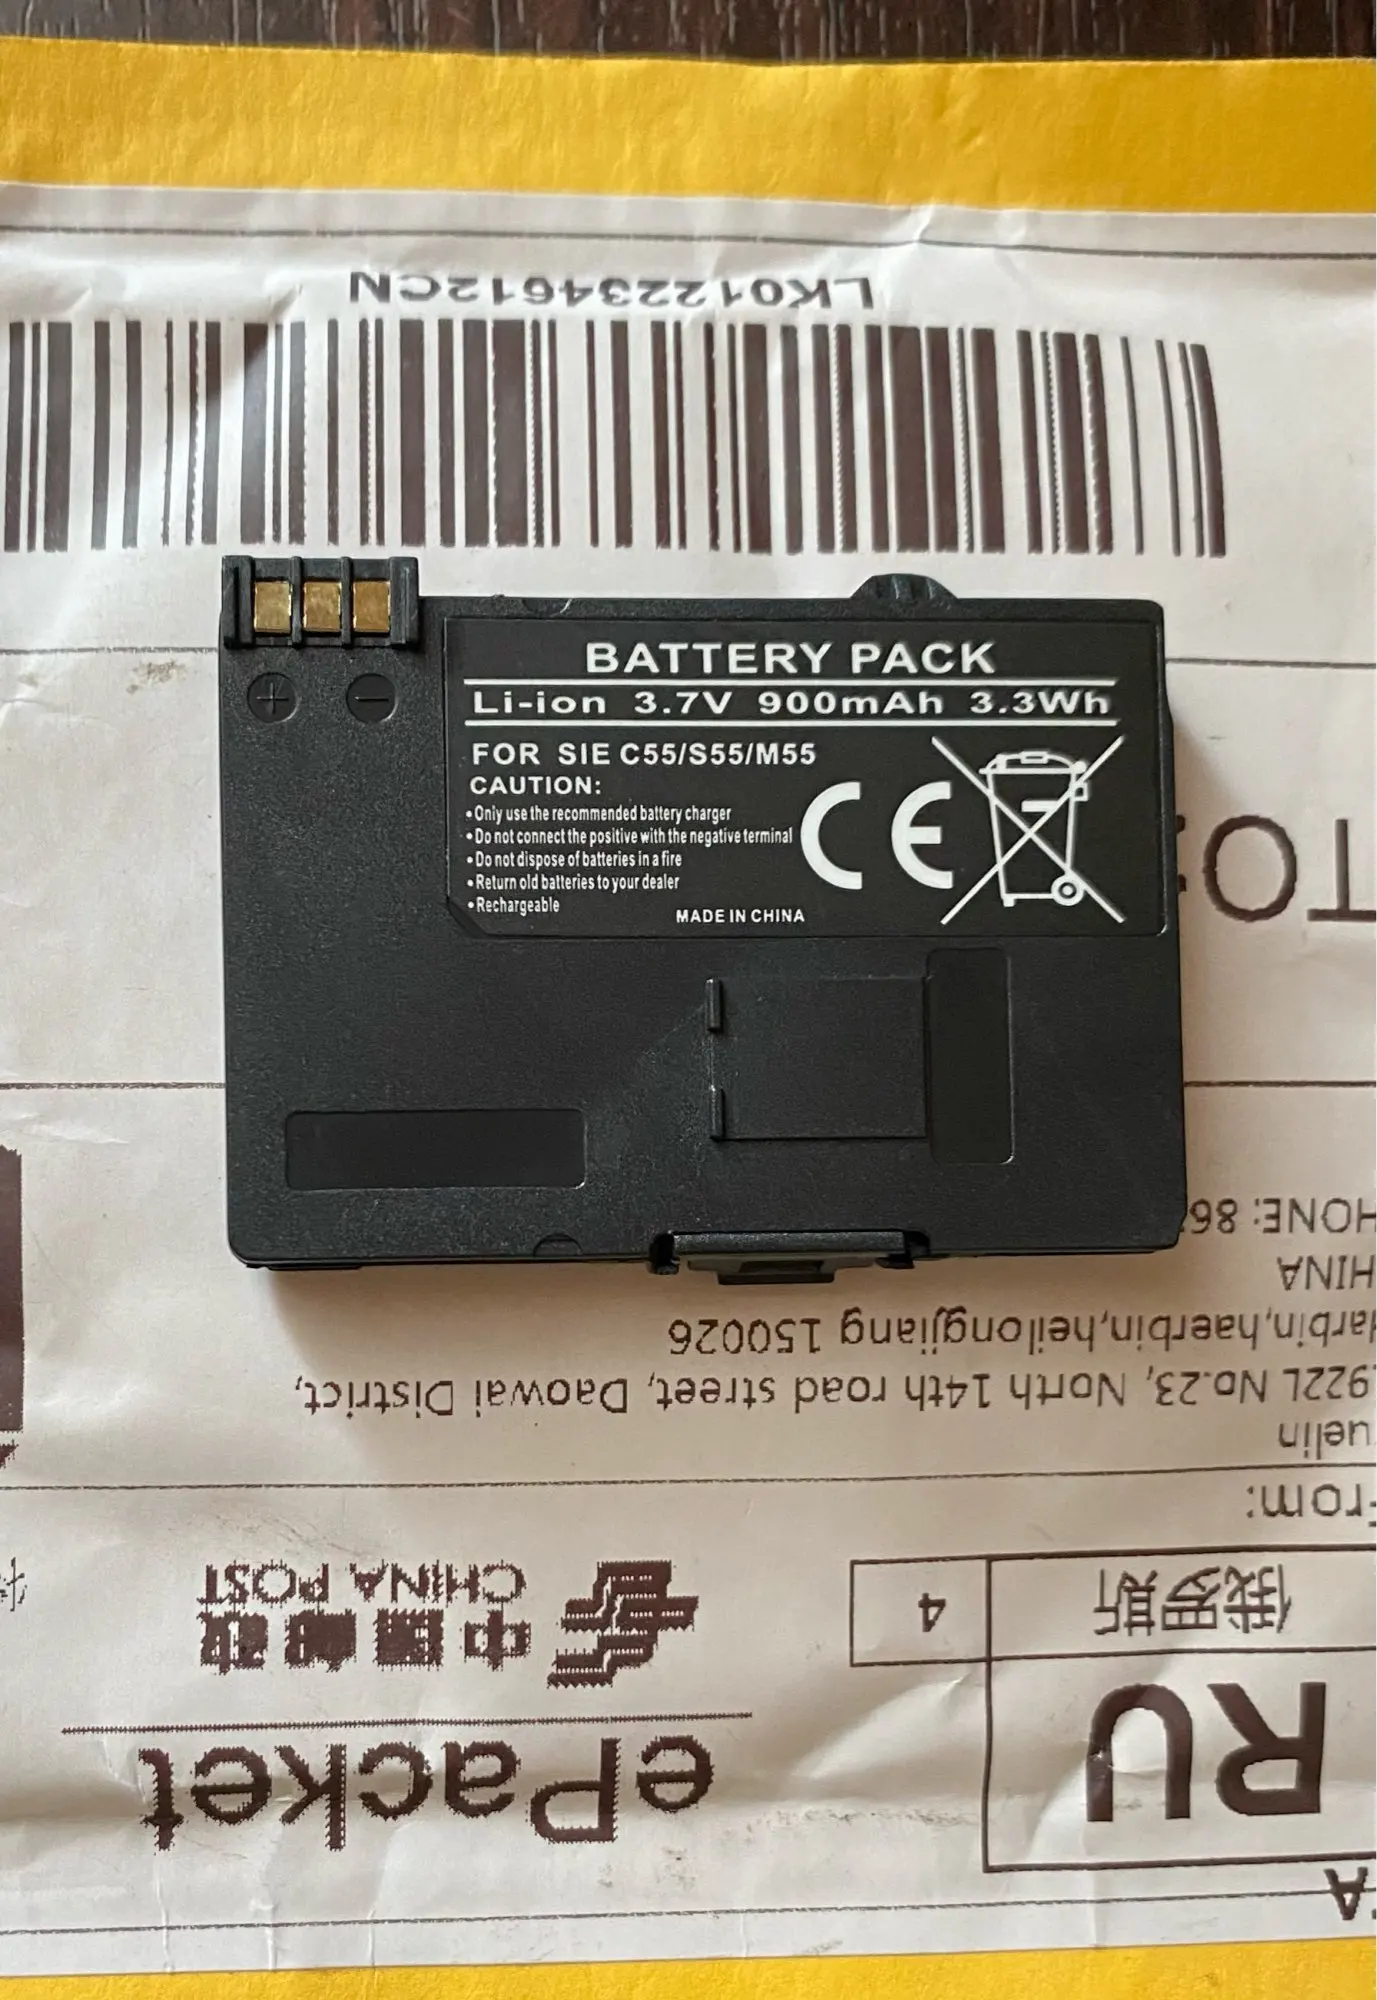 LK012234612CN
+ −
BATTERY PACK
Li-ion 3.7V 900mAh 3.3Wh
FOR SIE C55/S55/M55
CAUTION:
•Only use the recommended battery charger
•Do not connect the positive with the negative terminal
•Do not dispose of batteries in a fire
•Return old batteries to your dealer
•Rechargeable
MADE IN CHINA
CE
TO:
HONE: 86
HINA
arbin,haerbin,heilongjiang 150026
922L No.23, North 14th road street, Daowai District,
uelin
rom:
俄罗斯
4
RU
中国邮政
CHINA POST
ePacket